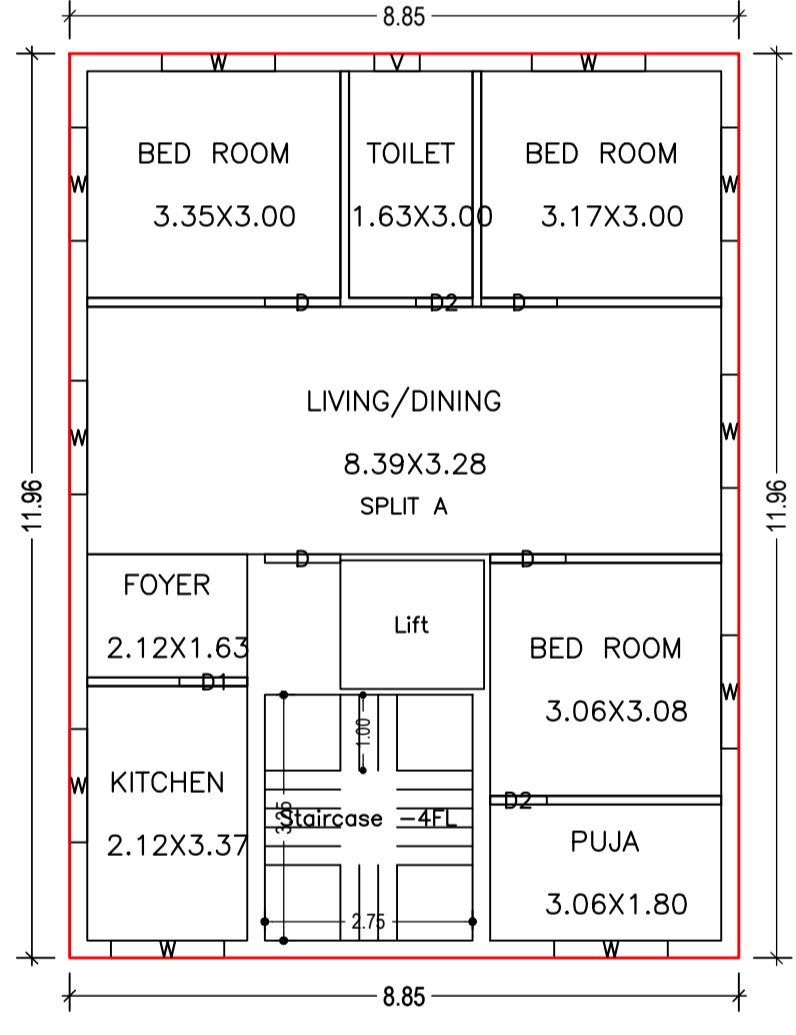 8.85
W V W
BED ROOM TOILET BED ROOM
W W
3.35X3.00 1.63X3.00 3.17X3.00
D D2 D
LIVING/DINING
W W
8.39X3.28
SPLIT A
11.96 11.96
D D
FOYER
Lift
2.12X1.63 BED ROOM
D1 W
3.06X3.08
1.00
KITCHEN
W
D2
3.25
Staircase -4FL
2.12X3.37 PUJA
3.06X1.80
2.75
W W
8.85